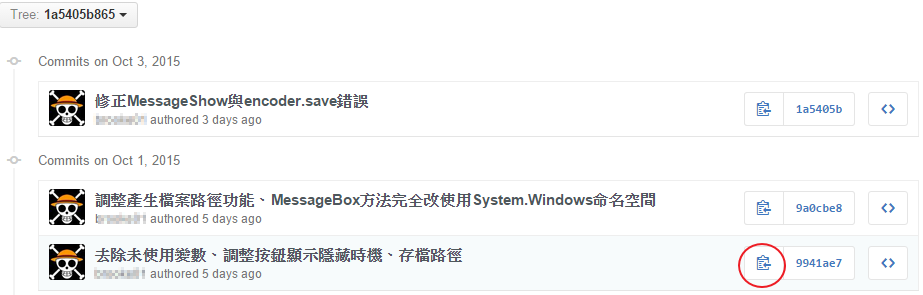 Tree: 1a5405b865
Commits on Oct 3, 2015
修正MessageShow與encoder.save錯誤
authored 3 days ago
1a5405b
Commits on Oct 1, 2015
調整產生檔案路徑功能、MessageBox方法完全改使用System.Windows命名空間
authored 5 days ago
9a0cbe8
去除未使用變數、調整按鈕顯示隱藏時機、存檔路徑
authored 5 days ago
9941ae7